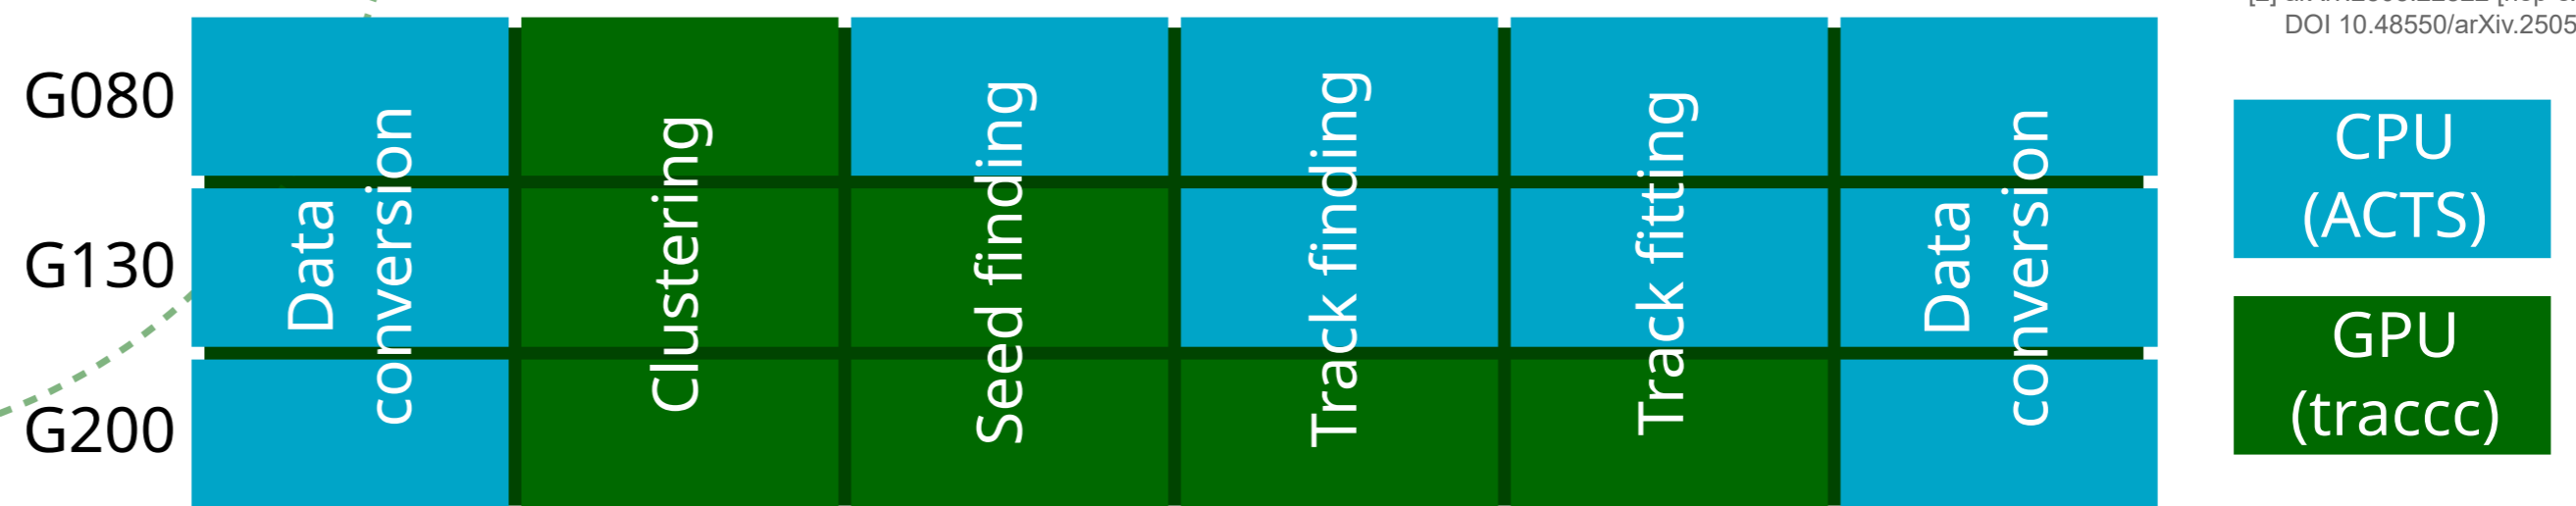 DOI 10.48550/arXiv.2505
G080
G130
G200
Data
conversion
Clustering
Seed finding
Track finding
Track fitting
Data
conversion
CPU
(ACTS)
GPU
(traccc)